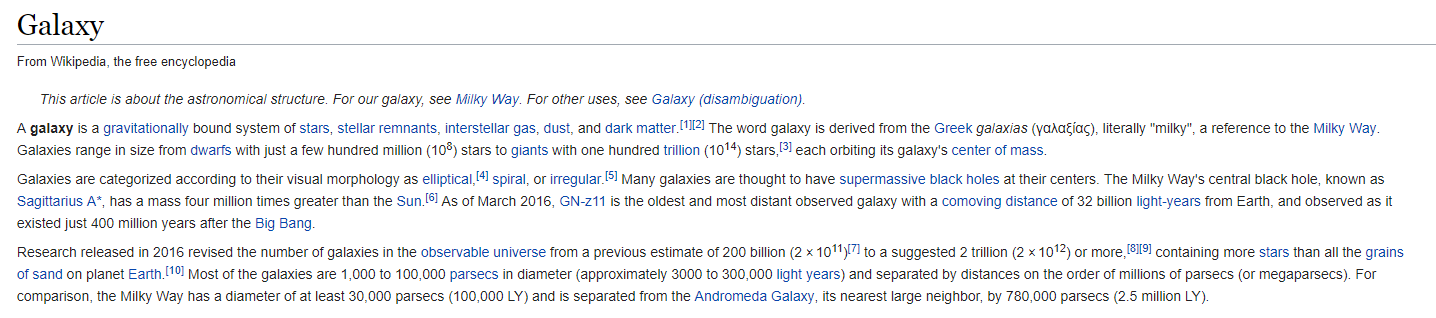 Galaxy
From Wikipedia, the free encyclopedia
This article is about the astronomical structure. For our galaxy, see Milky Way. For other uses, see Galaxy (disambiguation).
A galaxy is a gravitationally bound system of stars, stellar remnants, interstellar gas, dust, and dark matter.[1][2] The word galaxy is derived from the Greek galaxias (γαλαξίας), literally "milky", a reference to the Milky Way.
Galaxies range in size from dwarfs with just a few hundred million (10⁸) stars to giants with one hundred trillion (10¹⁴) stars,[3] each orbiting its galaxy's center of mass.
Galaxies are categorized according to their visual morphology as elliptical,[4] spiral, or irregular.[5] Many galaxies are thought to have supermassive black holes at their centers. The Milky Way's central black hole, known as
Sagittarius A*, has a mass four million times greater than the Sun.[6] As of March 2016, GN-z11 is the oldest and most distant observed galaxy with a comoving distance of 32 billion light-years from Earth, and observed as it
existed just 400 million years after the Big Bang.
Research released in 2016 revised the number of galaxies in the observable universe from a previous estimate of 200 billion (2 × 10¹¹)[7] to a suggested 2 trillion (2 × 10¹²) or more,[8][9] containing more stars than all the grains
of sand on planet Earth.[10] Most of the galaxies are 1,000 to 100,000 parsecs in diameter (approximately 3000 to 300,000 light years) and separated by distances on the order of millions of parsecs (or megaparsecs). For
comparison, the Milky Way has a diameter of at least 30,000 parsecs (100,000 LY) and is separated from the Andromeda Galaxy, its nearest large neighbor, by 780,000 parsecs (2.5 million LY).